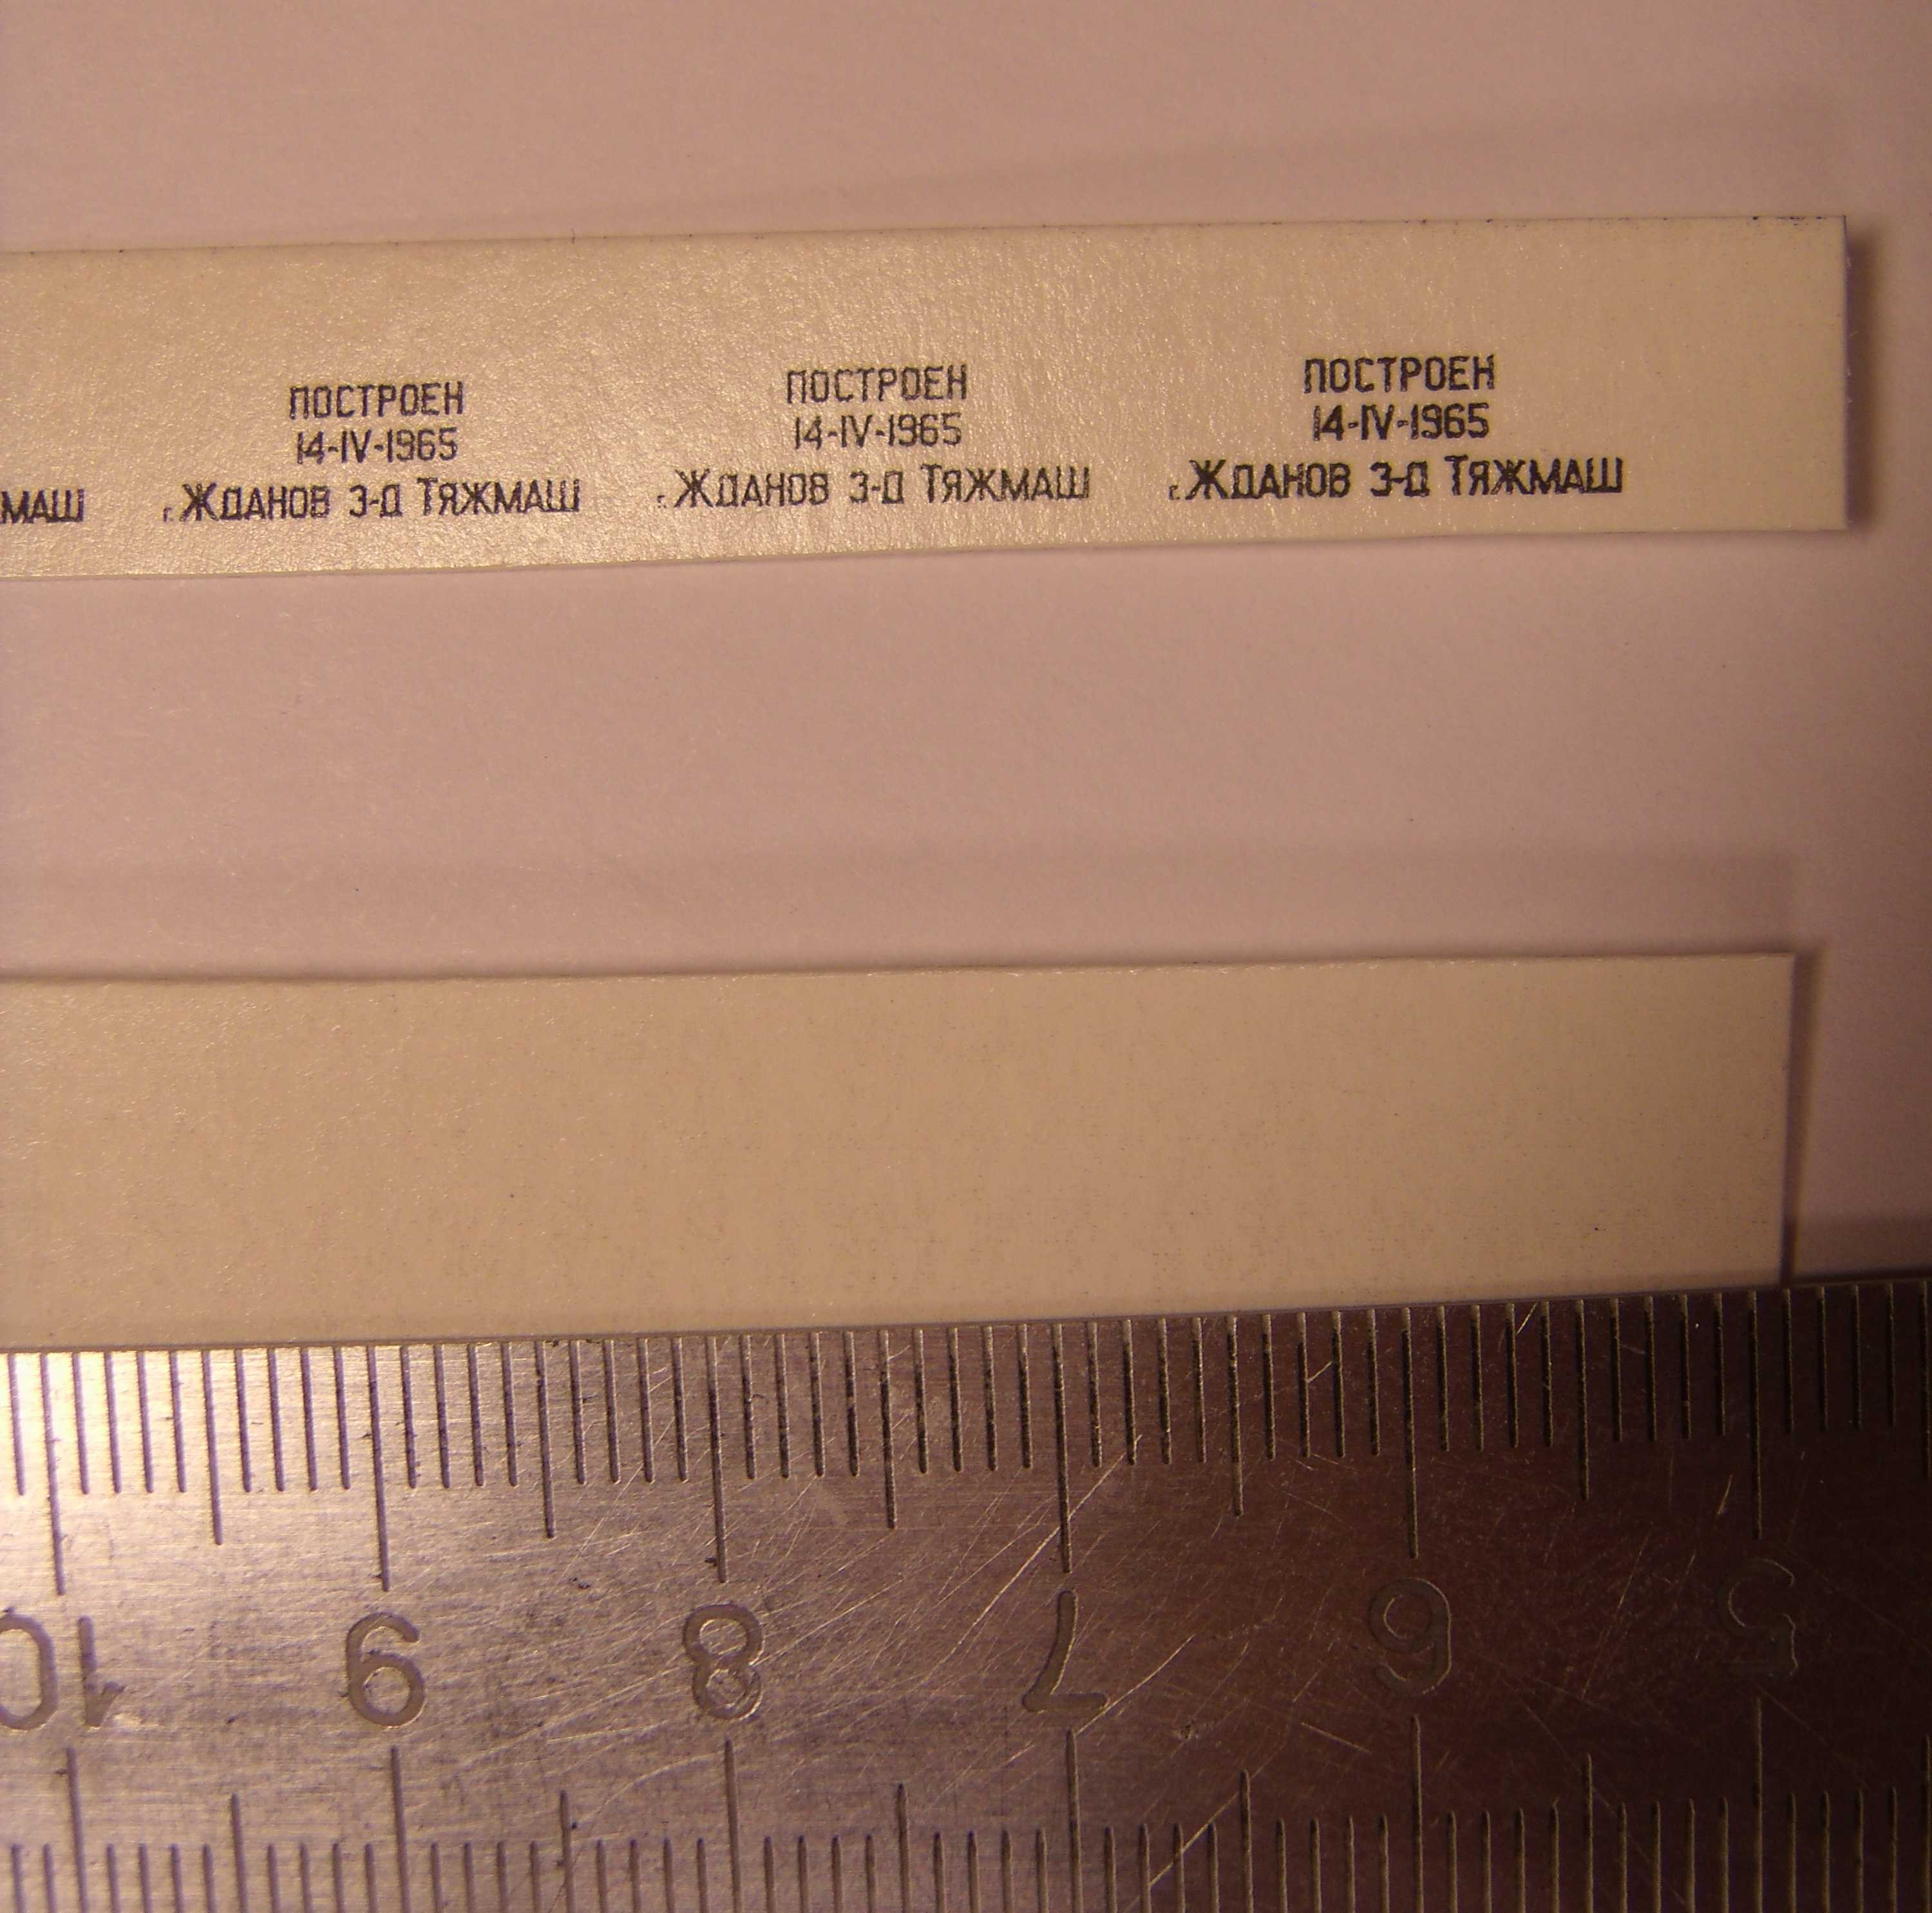 ПОСТРОЕН
14-IV-1965
г. ЖДАНОВ З-Д ТЯЖМАШ
ПОСТРОЕН
14-IV-1965
г. ЖДАНОВ З-Д ТЯЖМАШ
ПОСТРОЕН
14-IV-1965
г. ЖДАНОВ З-Д ТЯЖМАШ
МАШ
10 9 8 7 6 5